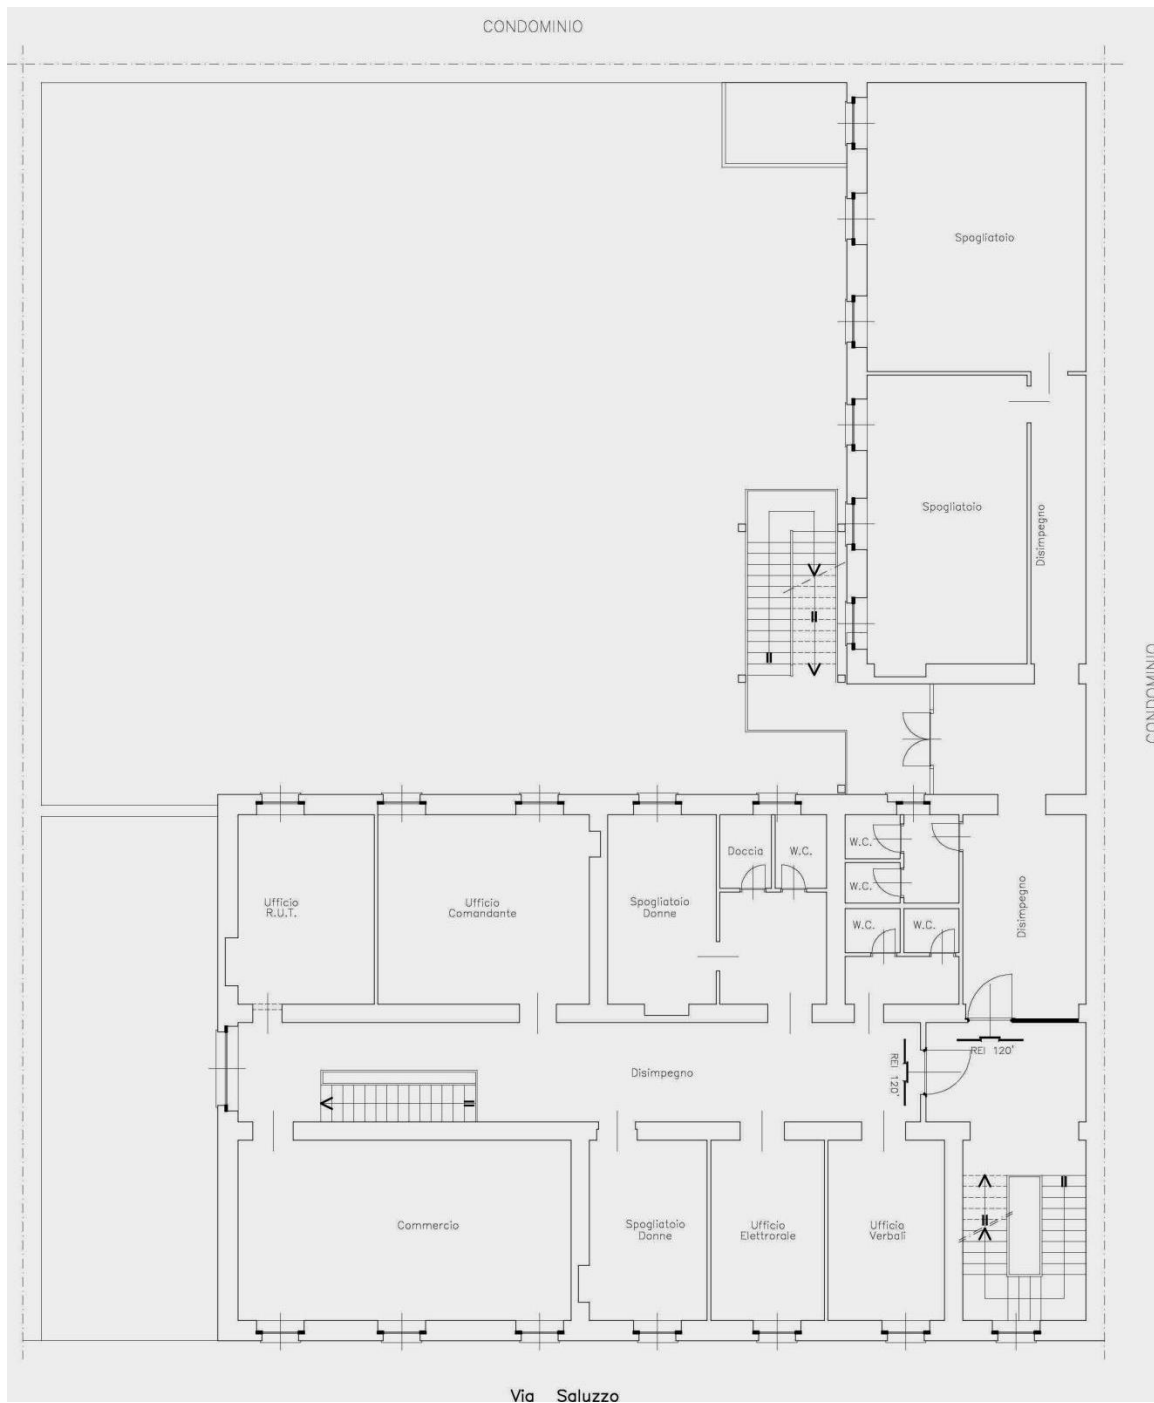 CONDOMINIO
Spogliatoio
Spogliatoio
Disimpegno
CONDOMINIO
Doccia
W.C.
W.C.
W.C.
W.C.
W.C.
Ufficio
R.U.T.
Ufficio
Comandante
Spogliatoio
Donne
Disimpegno
REI 120'
REI 120'
Disimpegno
Commercio
Spogliatoio
Donne
Ufficio
Elettrorale
Ufficio
Verbali
Via Saluzzo